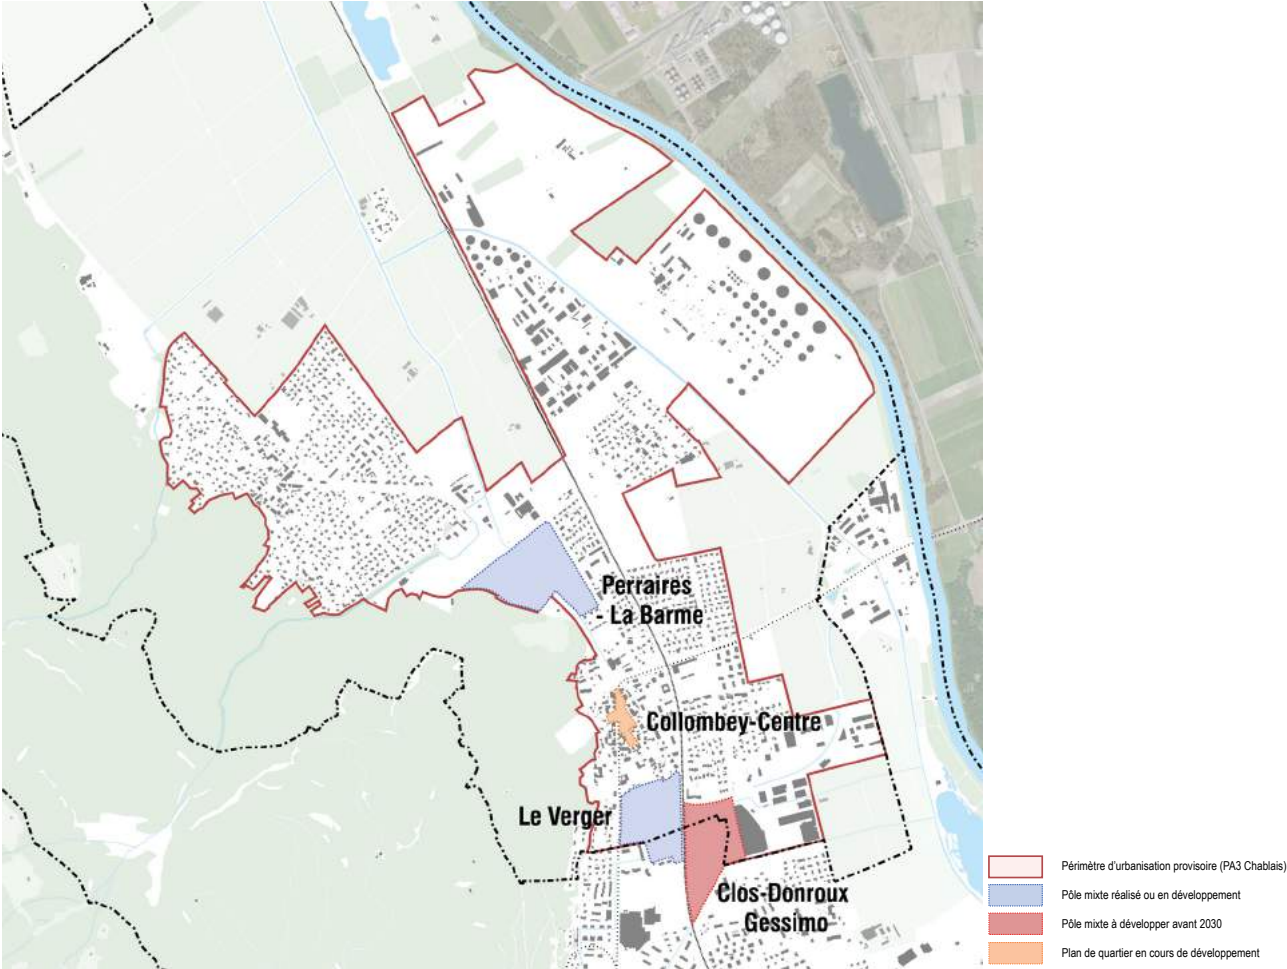 Perraires
- La Barme
Collombey-Centre
Le Verger
Clos-Donroux
Gessimo
Périmètre d'urbanisation provisoire (PA3 Chablais)
Pôle mixte réalisé ou en développement
Pôle mixte à développer avant 2030
Plan de quartier en cours de développement